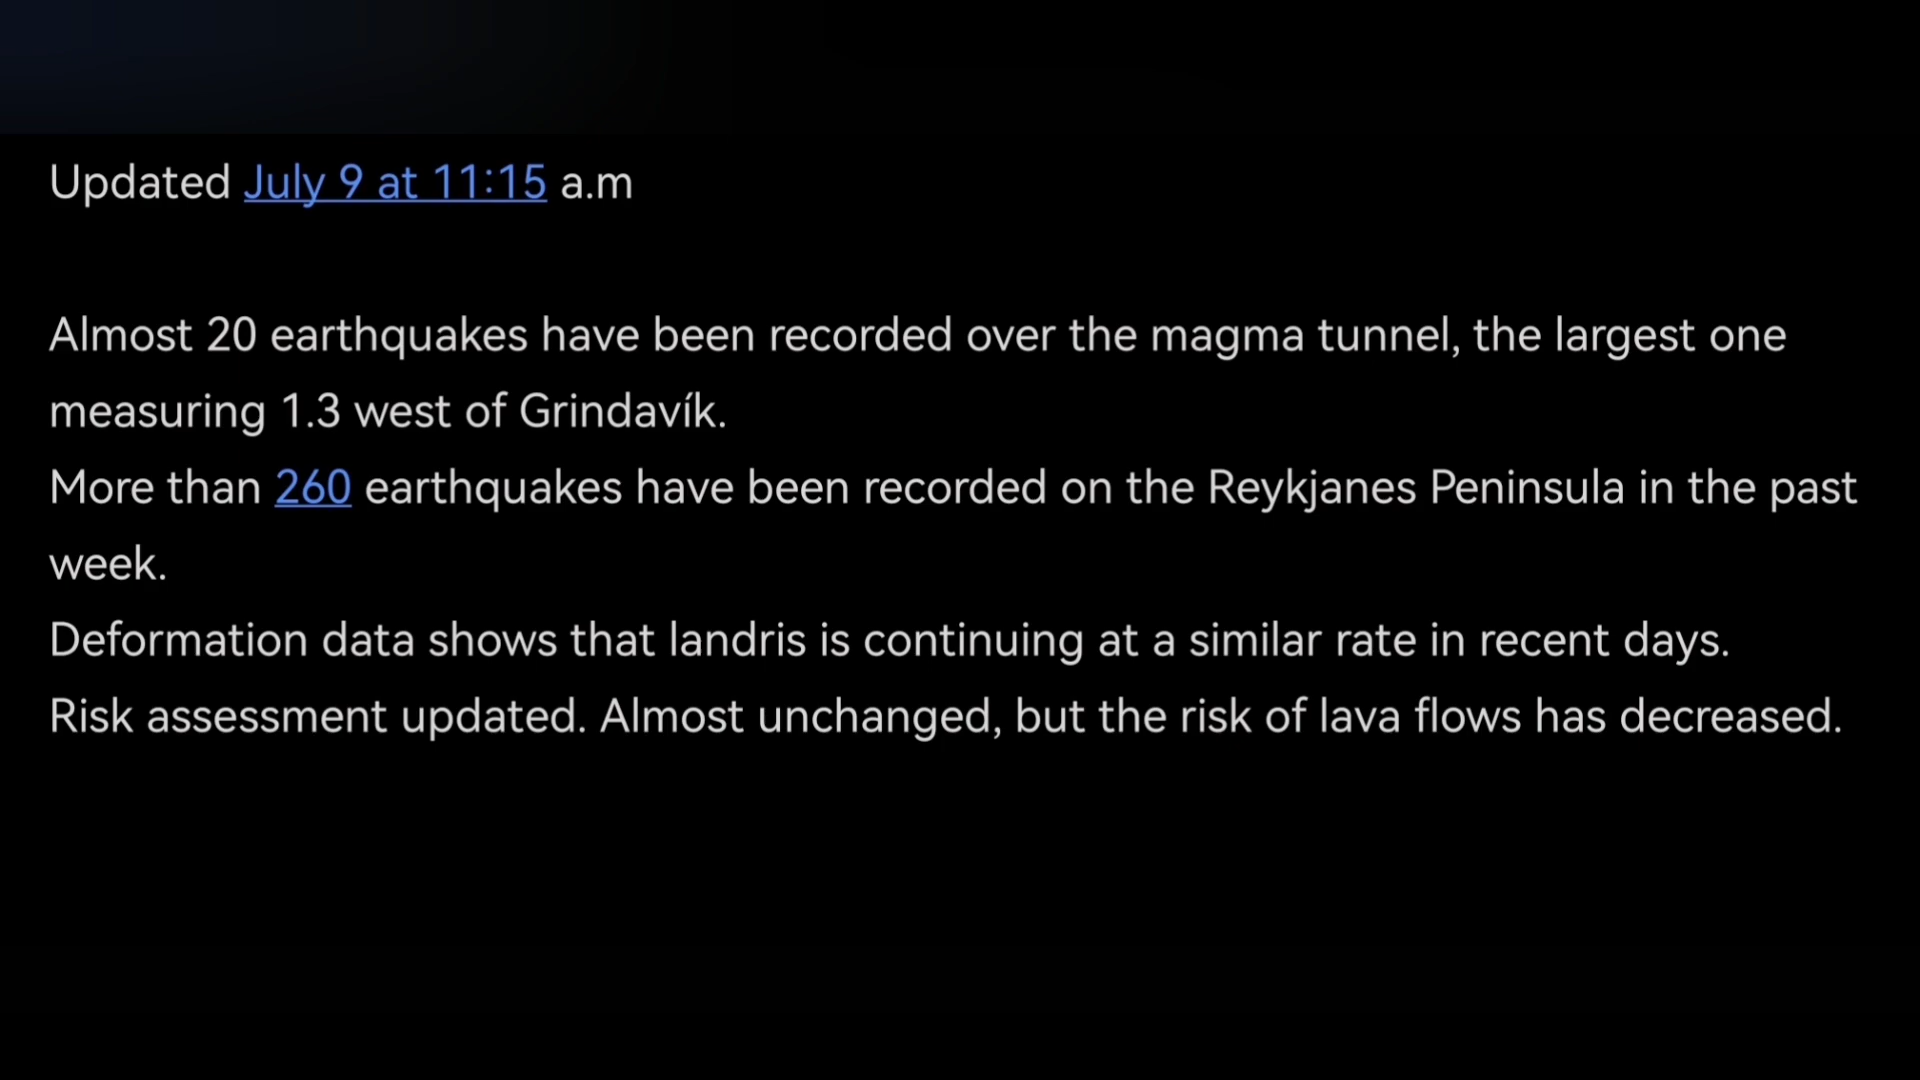 Updated July 9 at 11:15 a.m
Almost 20 earthquakes have been recorded over the magma tunnel, the largest one
measuring 1.3 west of Grindavík.
More than 260 earthquakes have been recorded on the Reykjanes Peninsula in the past
week.
Deformation data shows that landris is continuing at a similar rate in recent days.
Risk assessment updated. Almost unchanged, but the risk of lava flows has decreased.